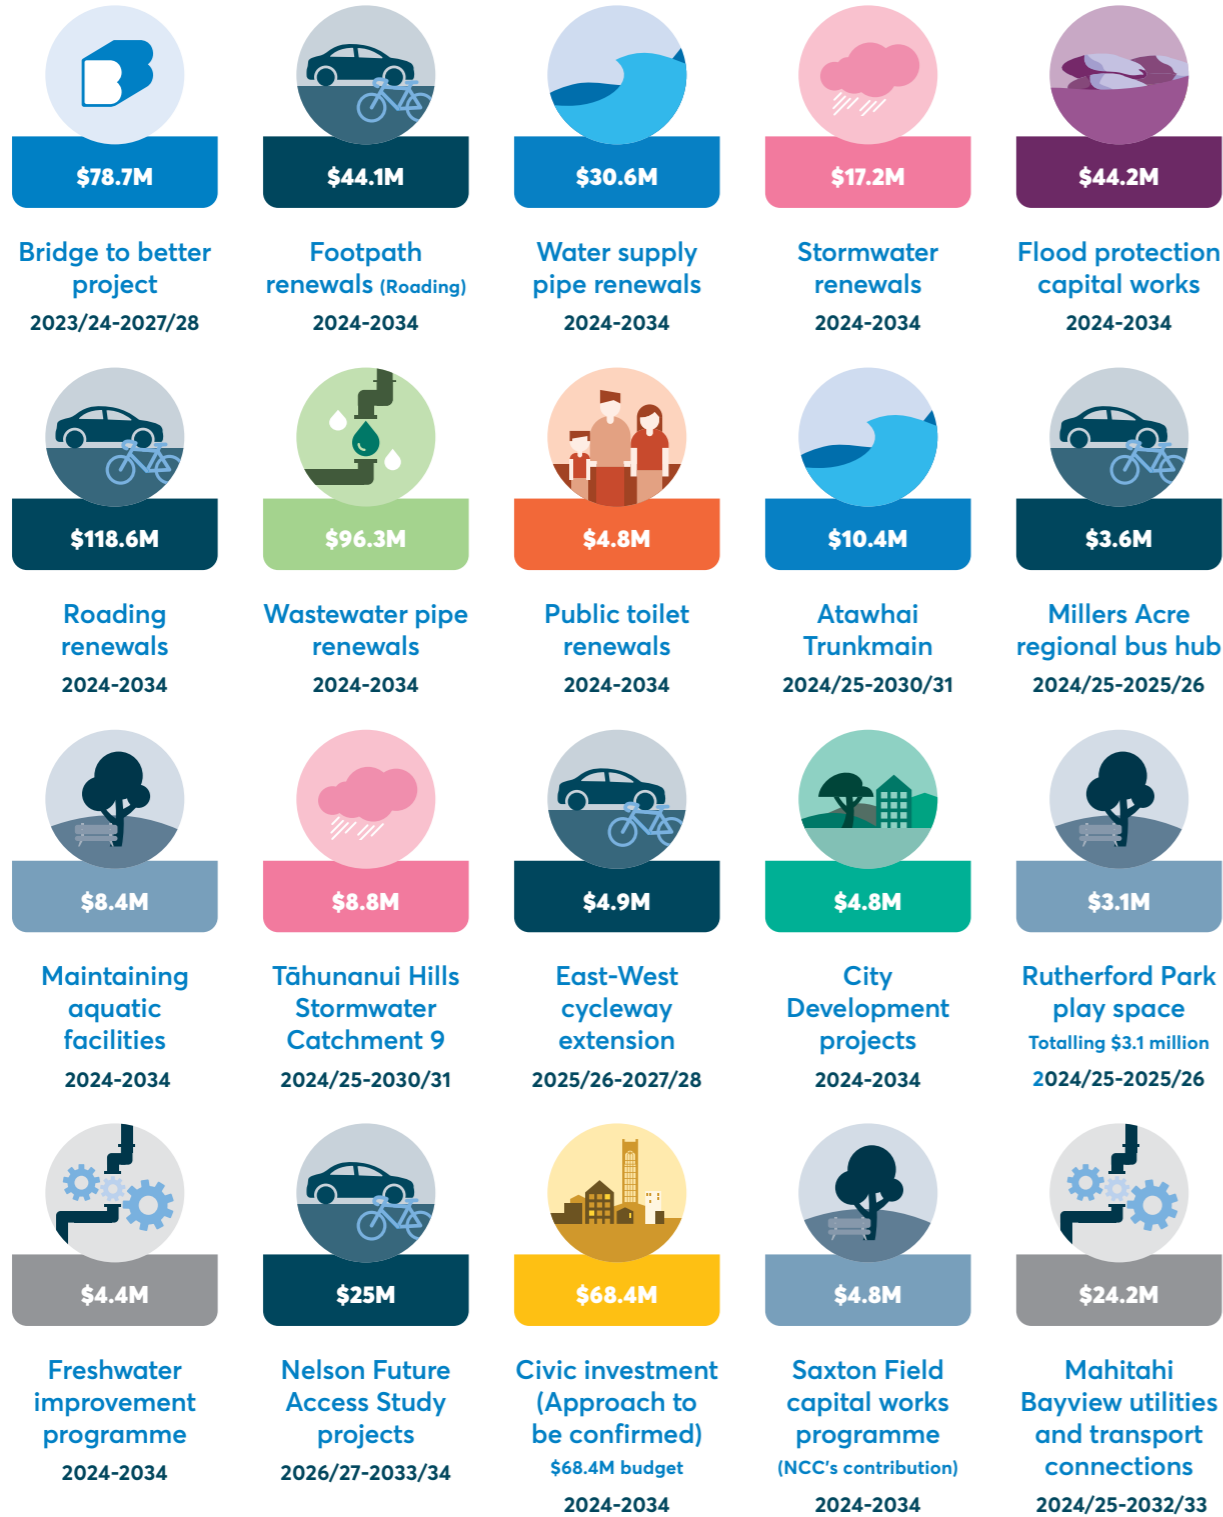 $78.7M
Bridge to better
project
2023/24-2027/28
$44.1M
Footpath
renewals (Roading)
2024-2034
$30.6M
Water supply
pipe renewals
2024-2034
$17.2M
Stormwater
renewals
2024-2034
$44.2M
Flood protection
capital works
2024-2034
$118.6M
Roading
renewals
2024-2034
$96.3M
Wastewater pipe
renewals
2024-2034
$4.8M
Public toilet
renewals
2024-2034
$10.4M
Atawhai
Trunkmain
2024/25-2030/31
$3.6M
Millers Acre
regional bus hub
2024/25-2025/26
$8.4M
Maintaining
aquatic
facilities
2024-2034
$8.8M
Tāhunanui Hills
Stormwater
Catchment 9
2024/25-2030/31
$4.9M
East-West
cycleway
extension
2025/26-2027/28
$4.8M
City
Development
projects
2024-2034
$3.1M
Rutherford Park
play space
Totalling $3.1 million
2024/25-2025/26
$4.4M
Freshwater
improvement
programme
2024-2034
$25M
Nelson Future
Access Study
projects
2026/27-2033/34
$68.4M
Civic investment
(Approach to
be confirmed)
$68.4M budget
2024-2034
$4.8M
Saxton Field
capital works
programme
(NCC's contribution)
2024-2034
$24.2M
Mahitahi
Bayview utilities
and transport
connections
2024/25-2032/33